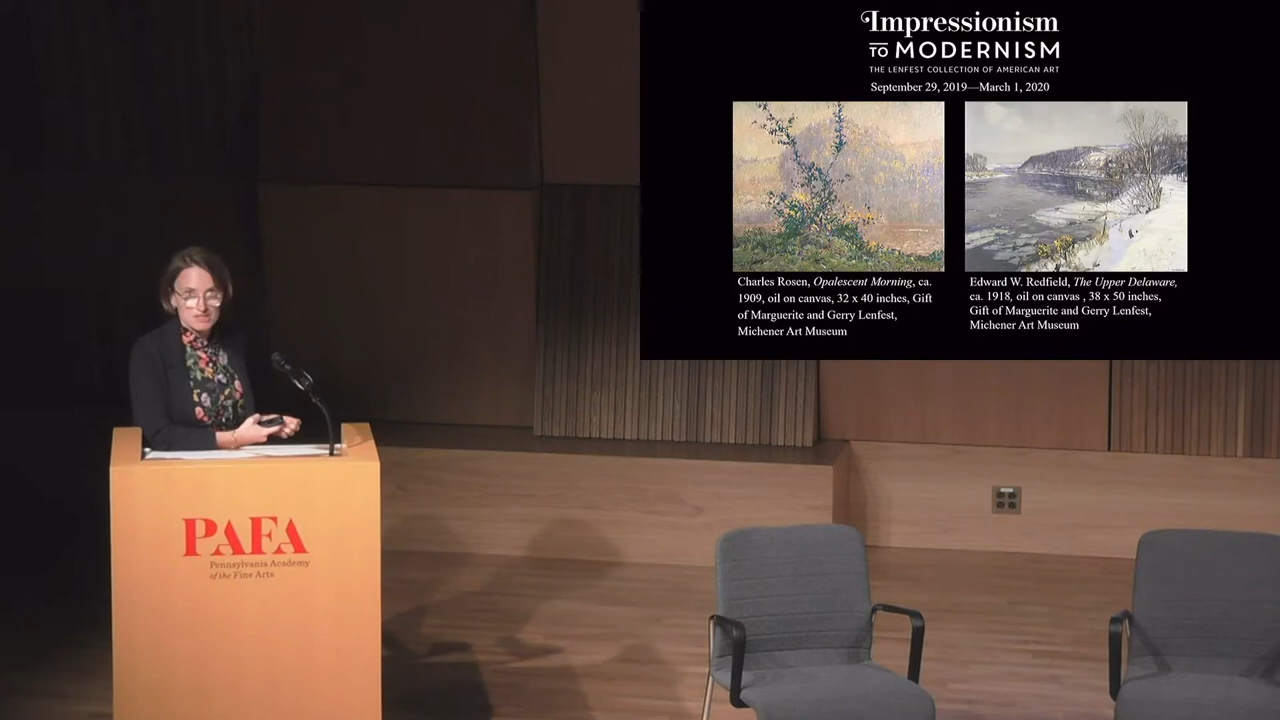 Impressionism
TO MODERNISM
THE LENFEST COLLECTION OF AMERICAN ART
September 29, 2019—March 1, 2020
Charles Rosen, Opalescent Morning, ca.
1909, oil on canvas, 32 x 40 inches, Gift
of Marguerite and Gerry Lenfest,
Michener Art Museum
Edward W. Redfield, The Upper Delaware,
ca. 1918, oil on canvas , 38 x 50 inches,
Gift of Marguerite and Gerry Lenfest,
Michener Art Museum
PAFA
Pennsylvania Academy
of the Fine Arts